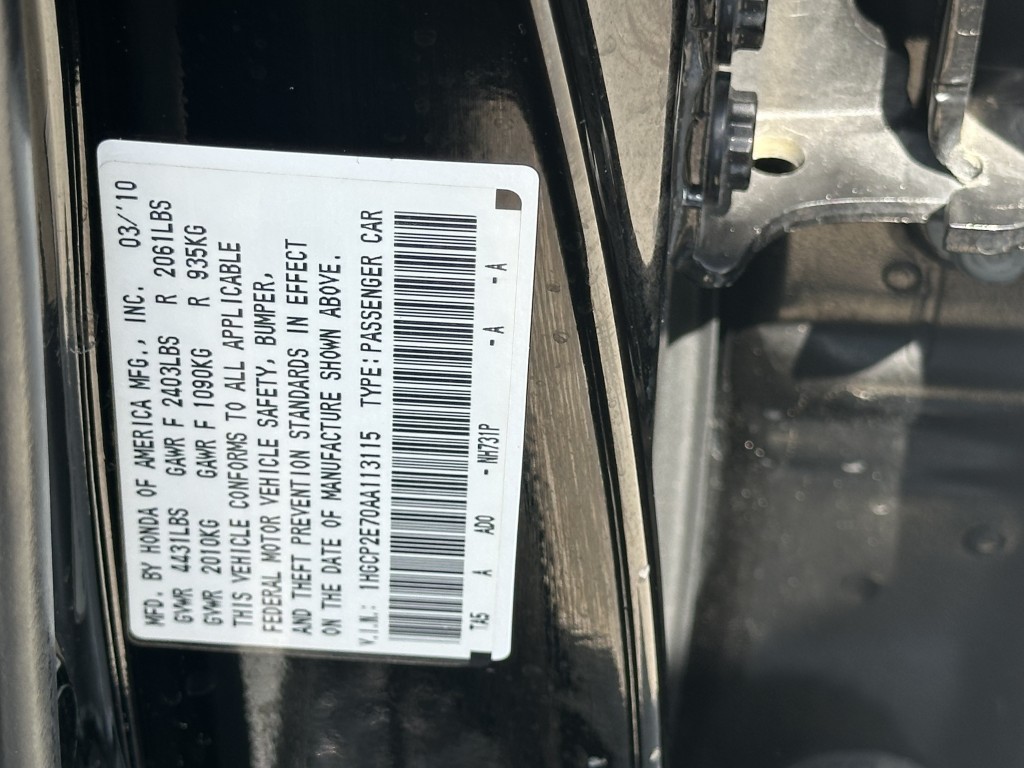 MFD. BY HONDA OF AMERICA MFG., INC. 03/'10
GVWR 4431LBS GAWR F 2403LBS R 2061LBS
GVWR 2010KG GAWR F 1090KG R 935KG
THIS VEHICLE CONFORMS TO ALL APPLICABLE
FEDERAL MOTOR VEHICLE SAFETY, BUMPER,
AND THEFT PREVENTION STANDARDS IN EFFECT
ON THE DATE OF MANUFACTURE SHOWN ABOVE.
V.I.N.: 1HGCP2E70AA113115 TYPE: PASSENGER CAR
TA5 A ADO - NH731P - A - A